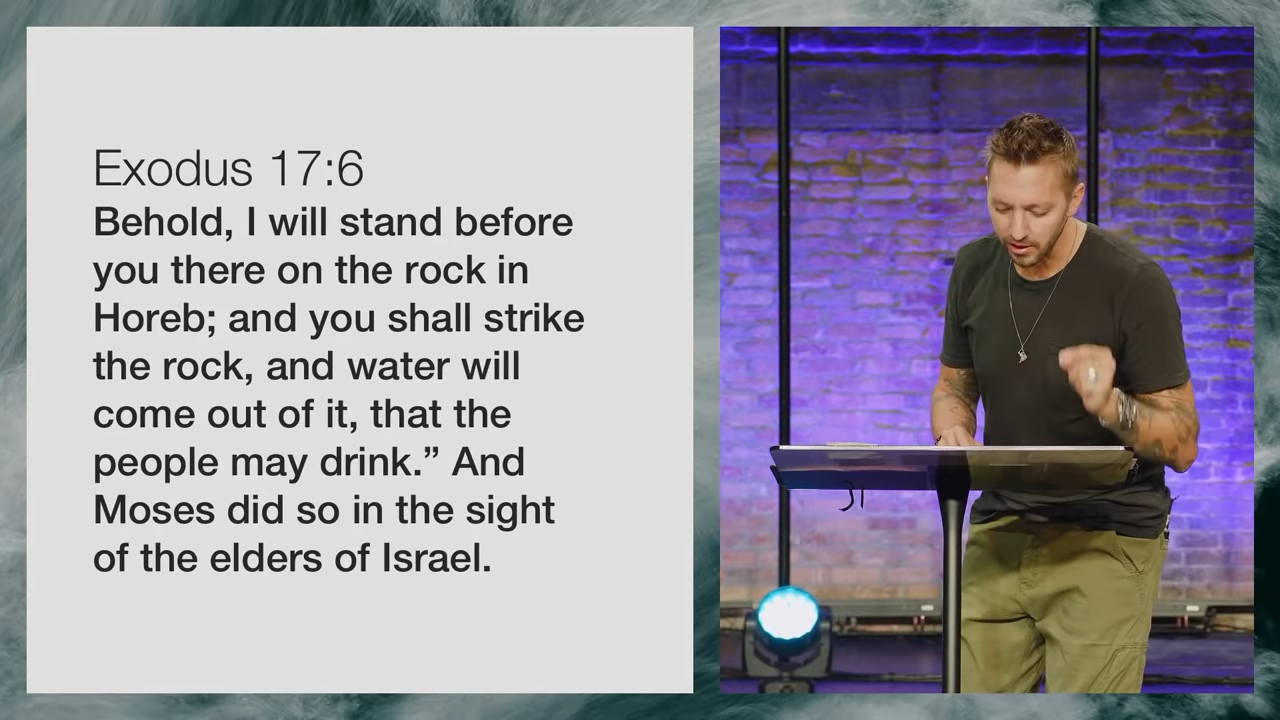 Exodus 17:6
Behold, I will stand before
you there on the rock in
Horeb; and you shall strike
the rock, and water will
come out of it, that the
people may drink.” And
Moses did so in the sight
of the elders of Israel.